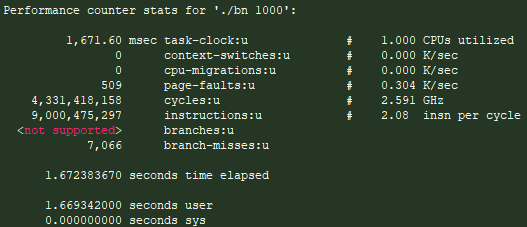 Performance counter stats for './bn 1000':
1,671.60 msec task-clock:u # 1.000 CPUs utilized
0 context-switches:u # 0.000 K/sec
0 cpu-migrations:u # 0.000 K/sec
509 page-faults:u # 0.304 K/sec
4,331,418,158 cycles:u # 2.591 GHz
9,000,475,297 instructions:u # 2.08 insn per cycle
<not supported> branches:u
7,066 branch-misses:u
1.672383670 seconds time elapsed
1.669342000 seconds user
0.000000000 seconds sys